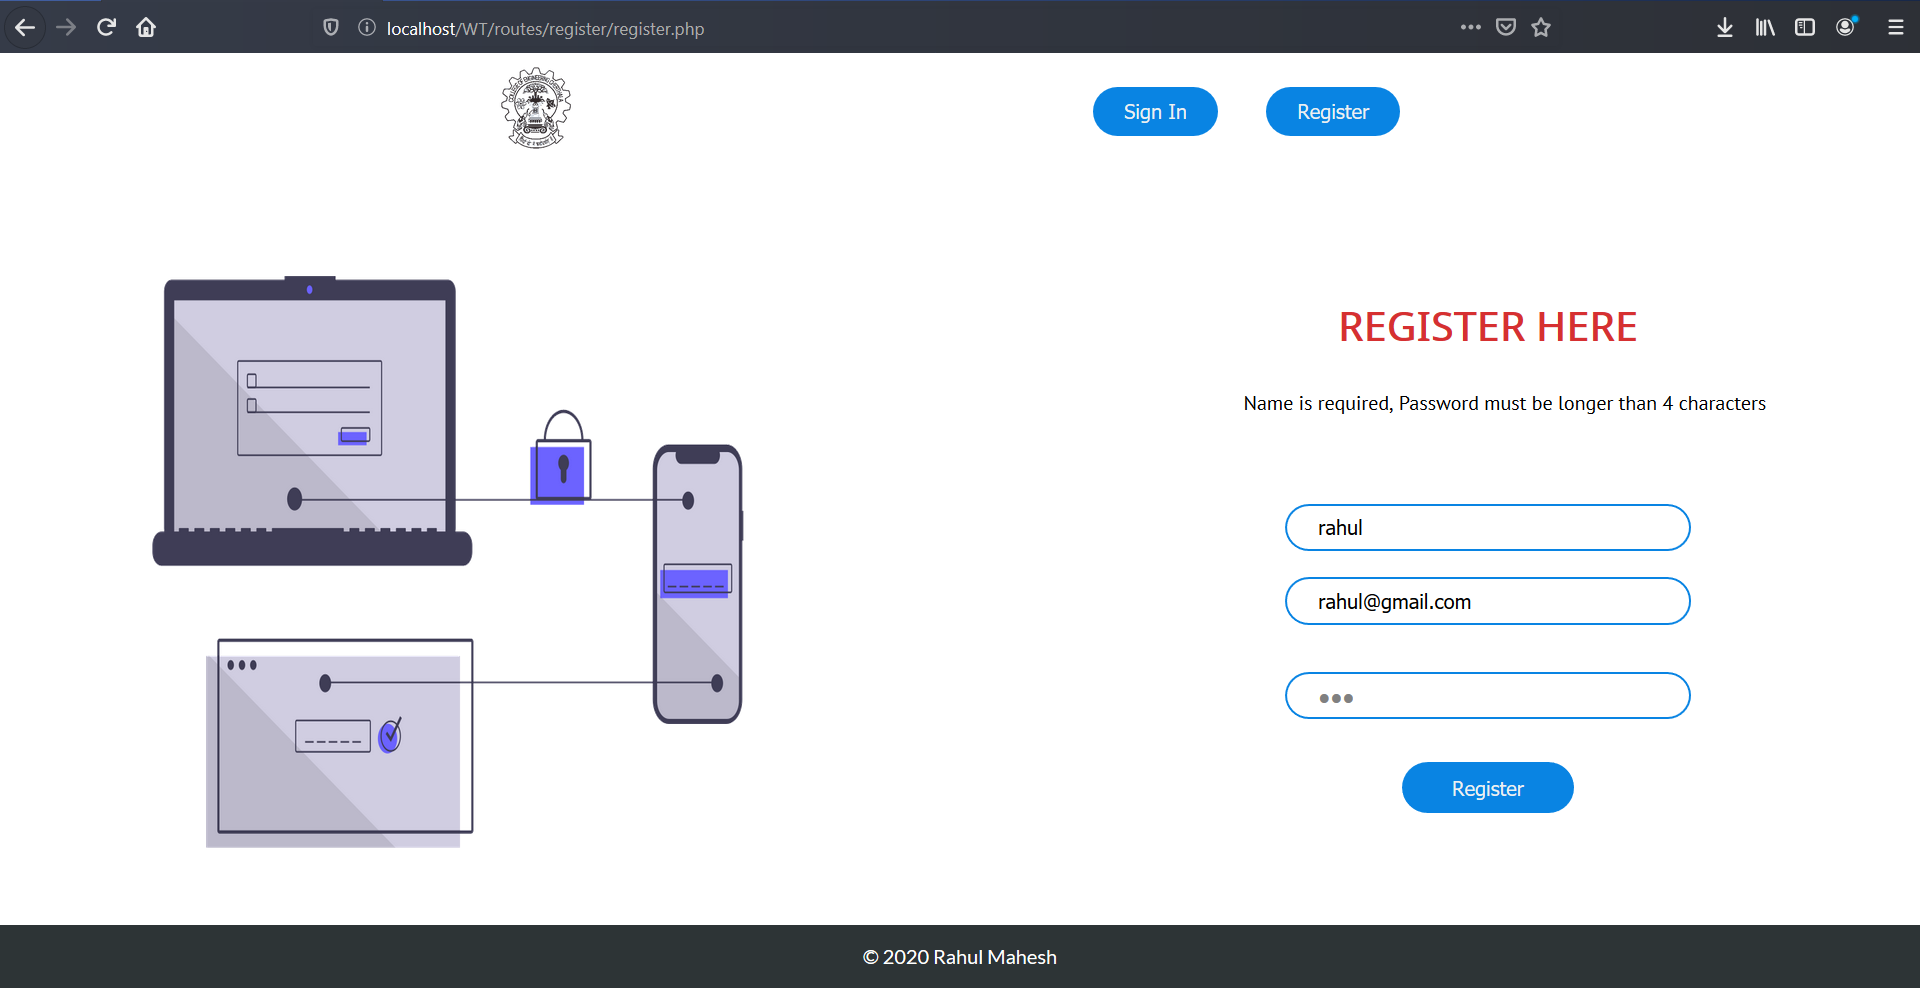 localhost/WT/routes/register/register.php
Sign In
Register
REGISTER HERE
Name is required, Password must be longer than 4 characters
rahul
rahul@gmail.com
Register
© 2020 Rahul Mahesh